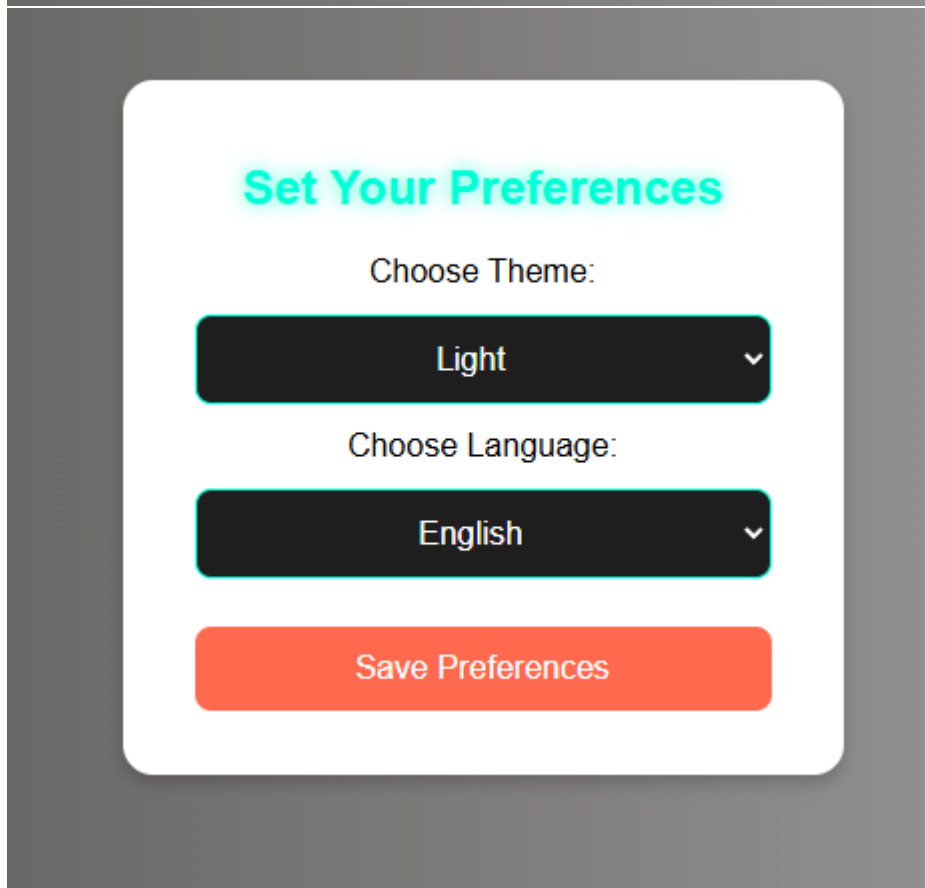 Set Your Preferences
Choose Theme:
Light
Choose Language:
English
Save Preferences